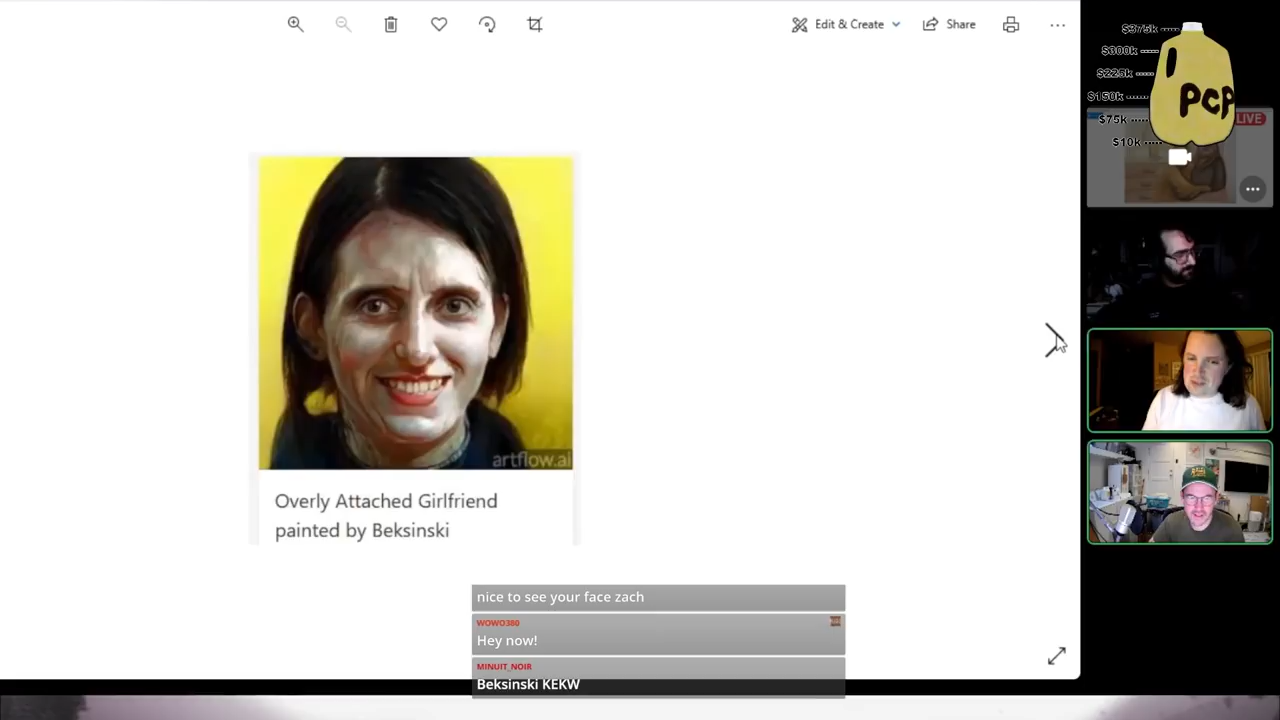 Edit & Create
Share
$375k -----
$300k -----
$225k -----
$150k ------
$75k -----
$10k -----
PCP
LIVE
artflow.ai
Overly Attached Girlfriend
painted by Beksinski
nice to see your face zach
WOWO380
Hey now!
MINUIT_NOIR
Beksinski KEKW